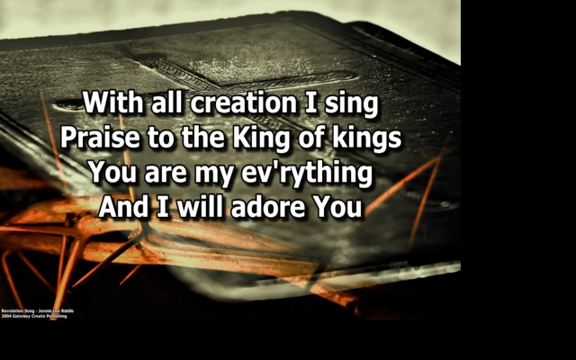 With all creation I sing
Praise to the King of kings
You are my ev'rything
And I will adore You
Revelation Song - Jennie Lee Riddle
2004 Gateway Create Publishing